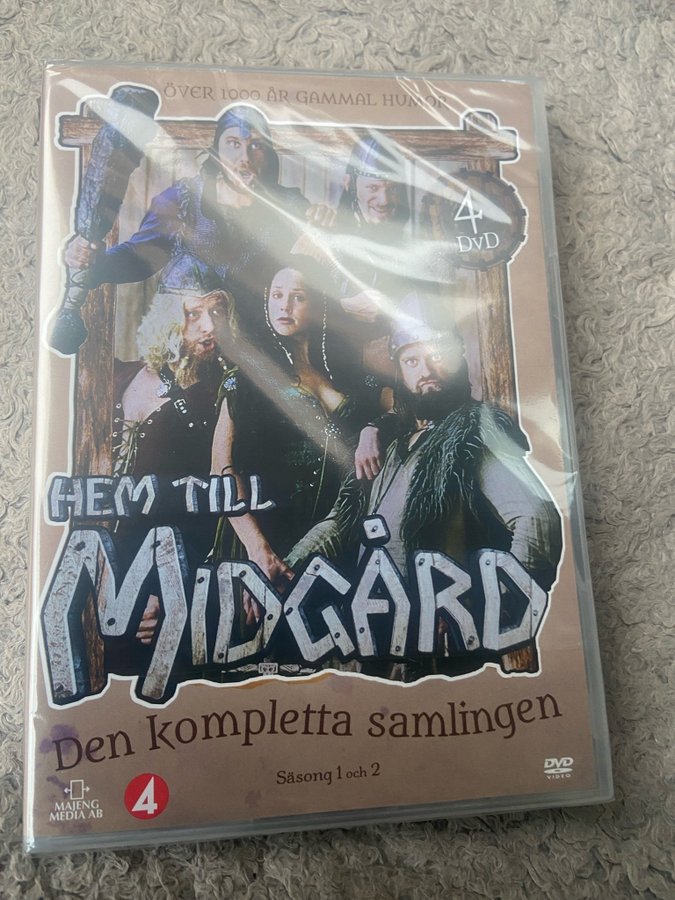 ÖVER 1000 ÅR GAMMAL HUMOR
4
DVD
HEM TILL
MIDGÅRD
Den kompletta samlingen
Säsong 1 och 2
MAJENG
MEDIA AB
4
DVD
VIDEO